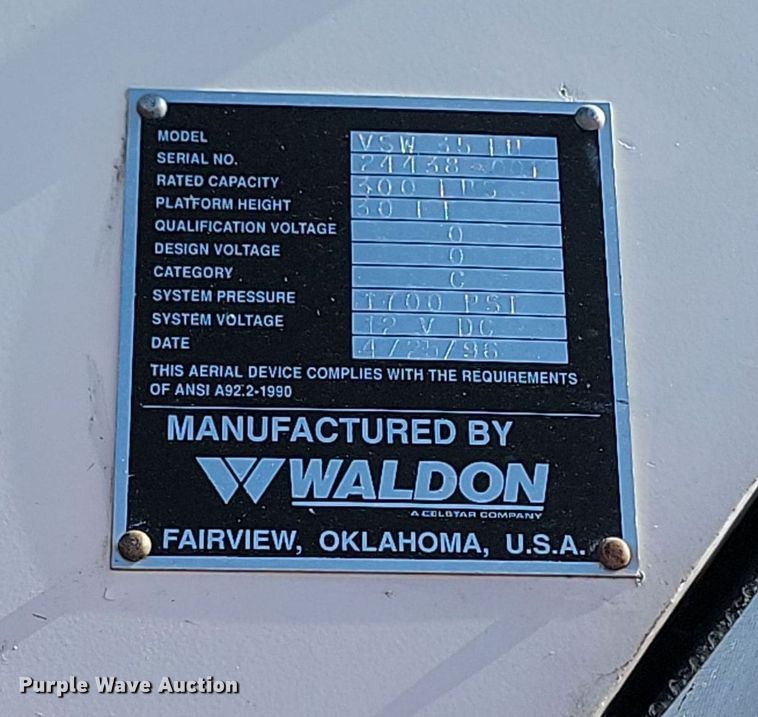 MODEL VSW 35
SERIAL NO.
RATED CAPACITY 300 LBS
PLATFORM HEIGHT 30 FT
QUALIFICATION VOLTAGE 0
DESIGN VOLTAGE 0
CATEGORY C
SYSTEM PRESSURE 1700 PSI
SYSTEM VOLTAGE 12 V DC
DATE 4/25/96
THIS AERIAL DEVICE COMPLIES WITH THE REQUIREMENTS
OF ANSI A92.2-1990
MANUFACTURED BY
WALDON
A CELSTAR COMPANY
FAIRVIEW, OKLAHOMA, U.S.A.
Purple Wave Auction